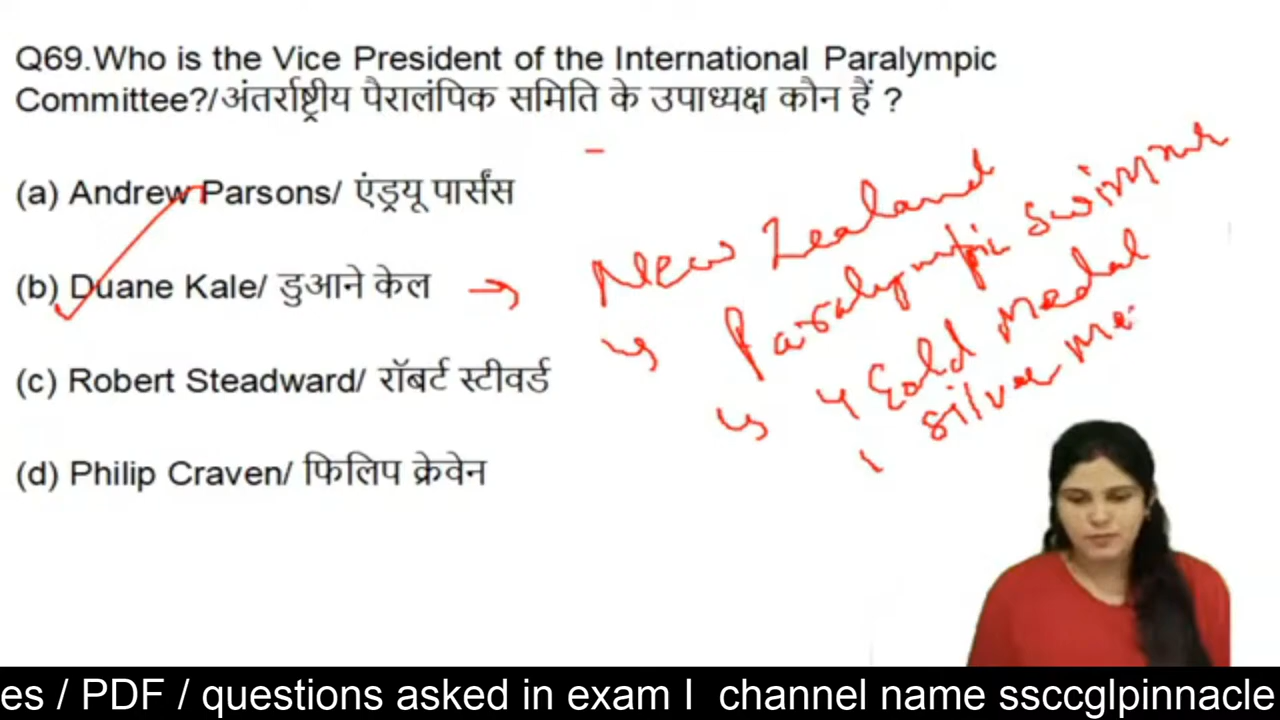 Q69.Who is the Vice President of the International Paralympic
Committee?/अंतर्राष्ट्रीय पैरालंपिक समिति के उपाध्यक्ष कौन हैं ?
(a) Andrew Parsons/ एंड्रयू पार्संस
(b) Duane Kale/ डुआने केल
New Zealand
Paralympic swimmer
4 Gold Medal
1 silver me
(c) Robert Steadward/ रॉबर्ट स्टीवर्ड
(d) Philip Craven/ फिलिप क्रेवेन
es / PDF / questions asked in exam I channel name ssccglpinnacle